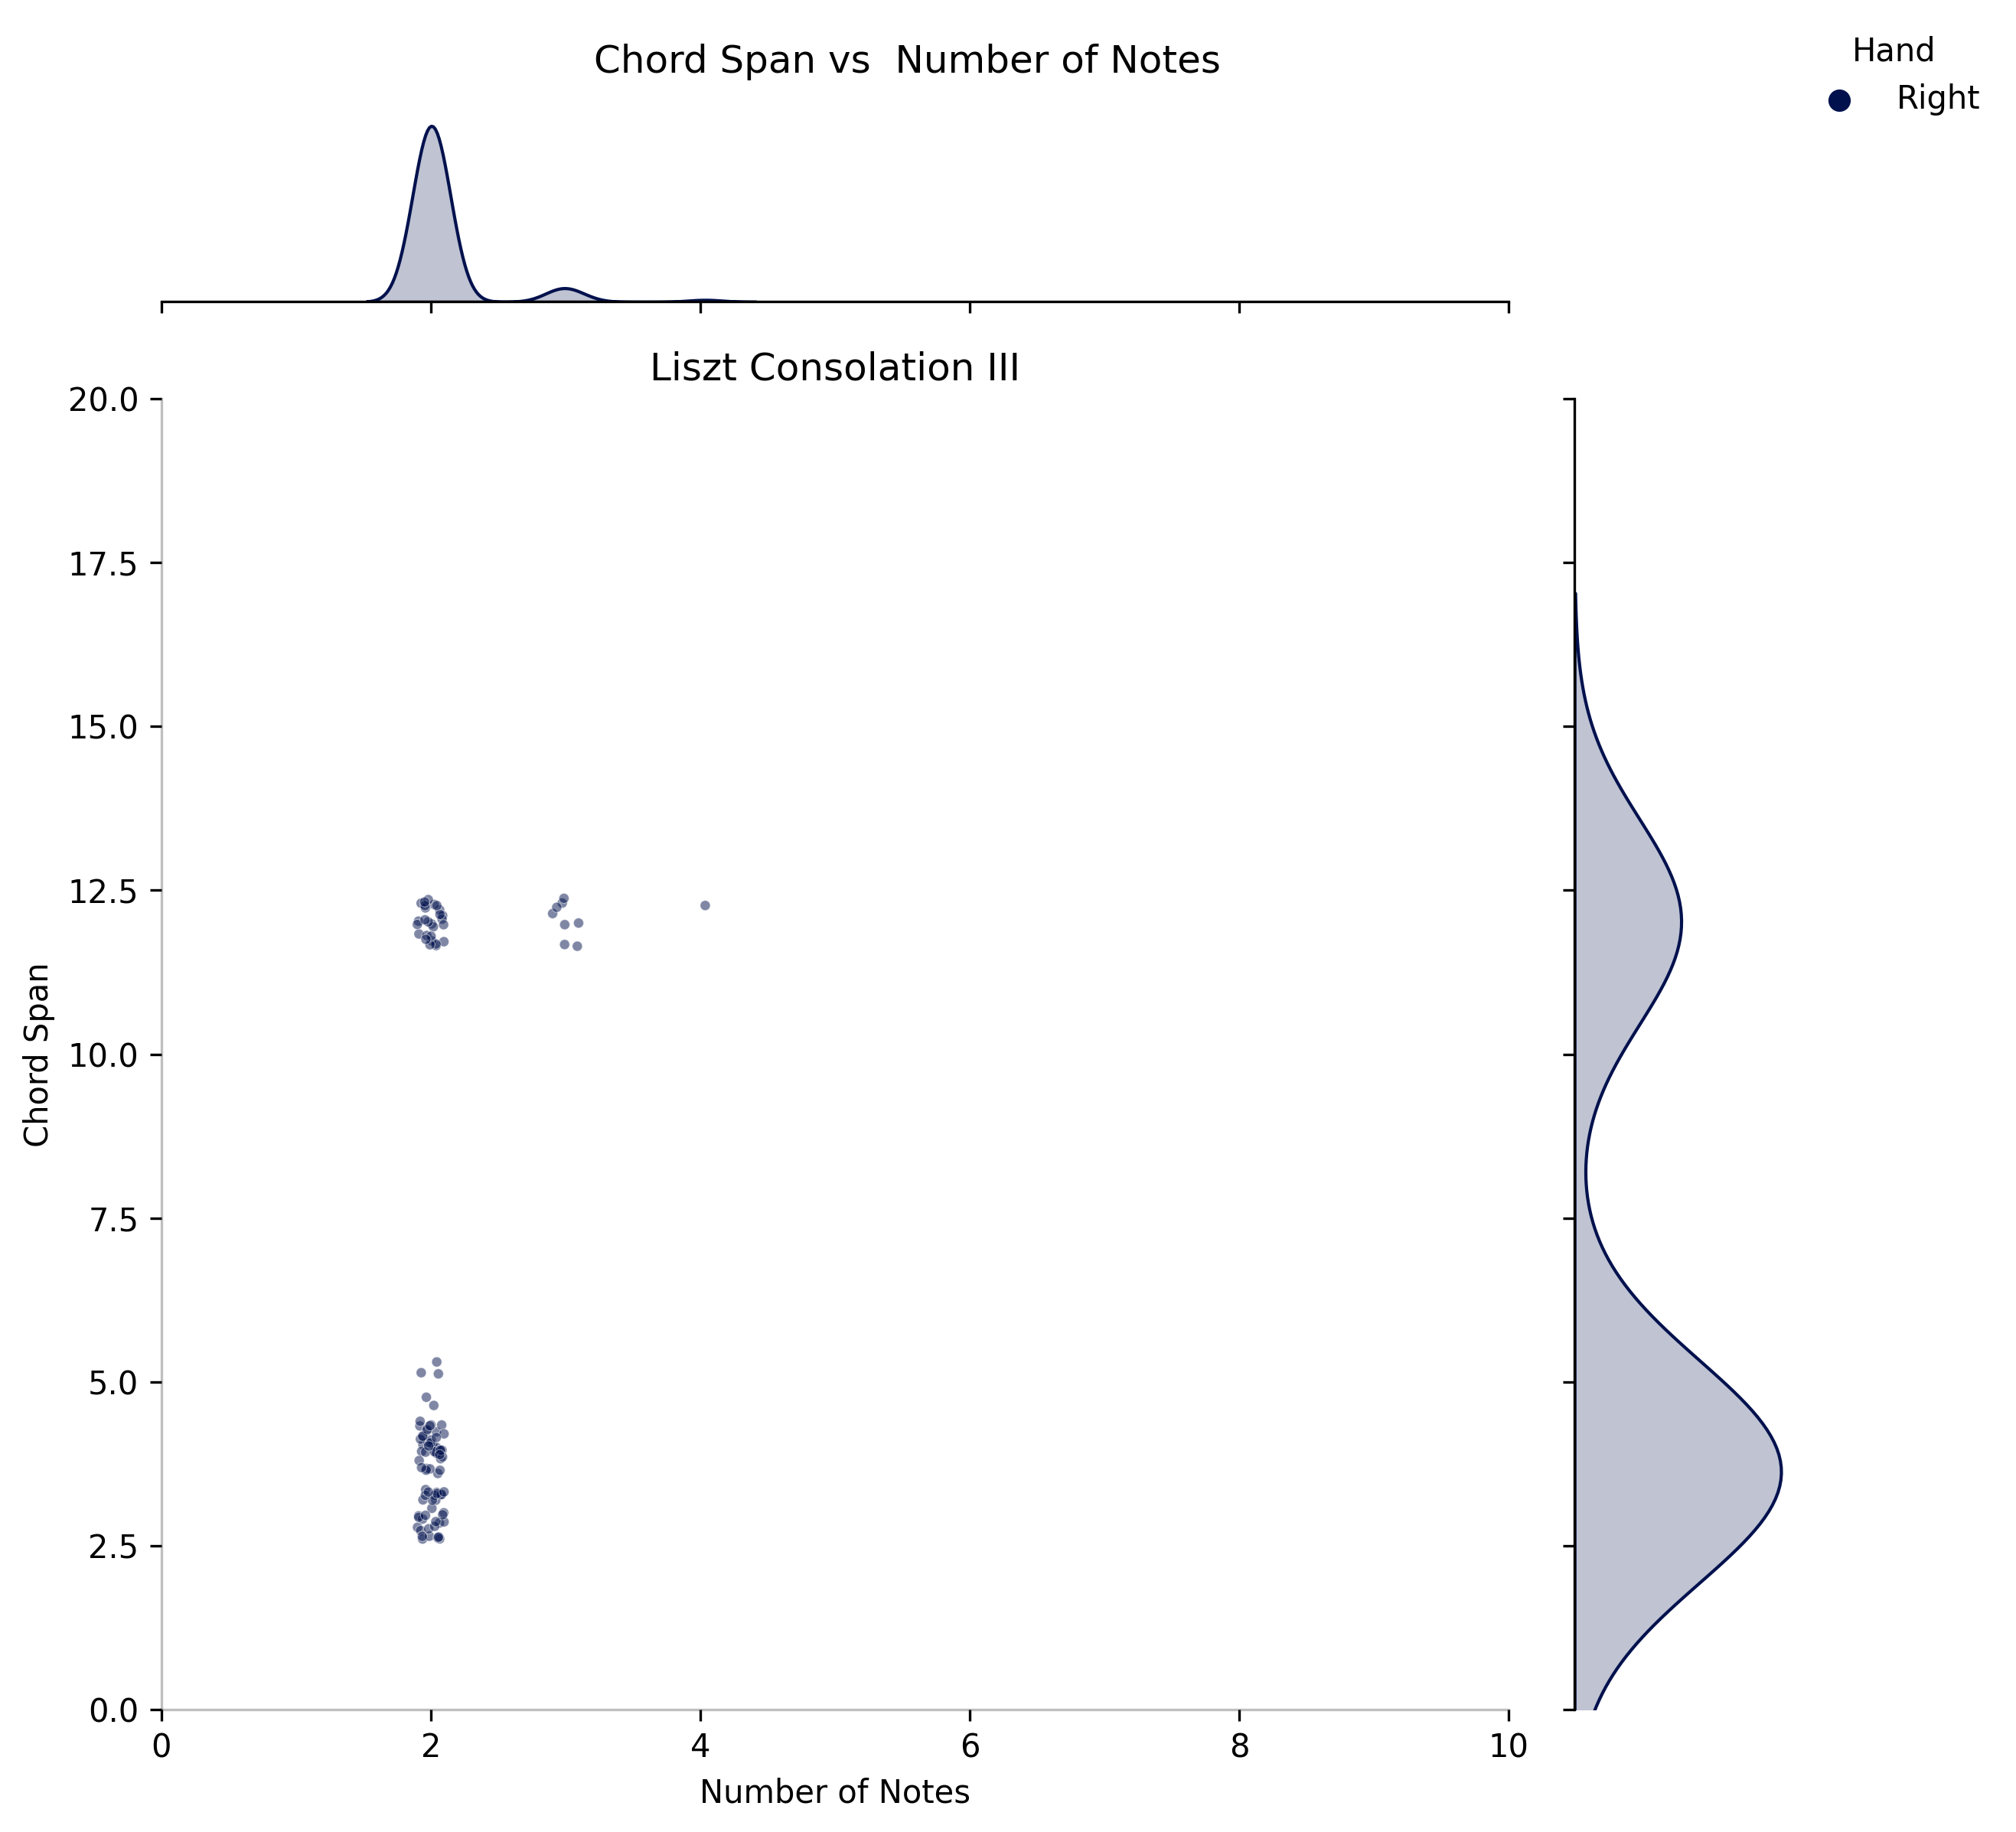 Chord Span vs  Number of Notes
Hand
Right
Liszt Consolation III
20.0
17.5
15.0
12.5
10.0
7.5
5.0
2.5
0.0
Chord Span
0 2 4 6 8 10
Number of Notes